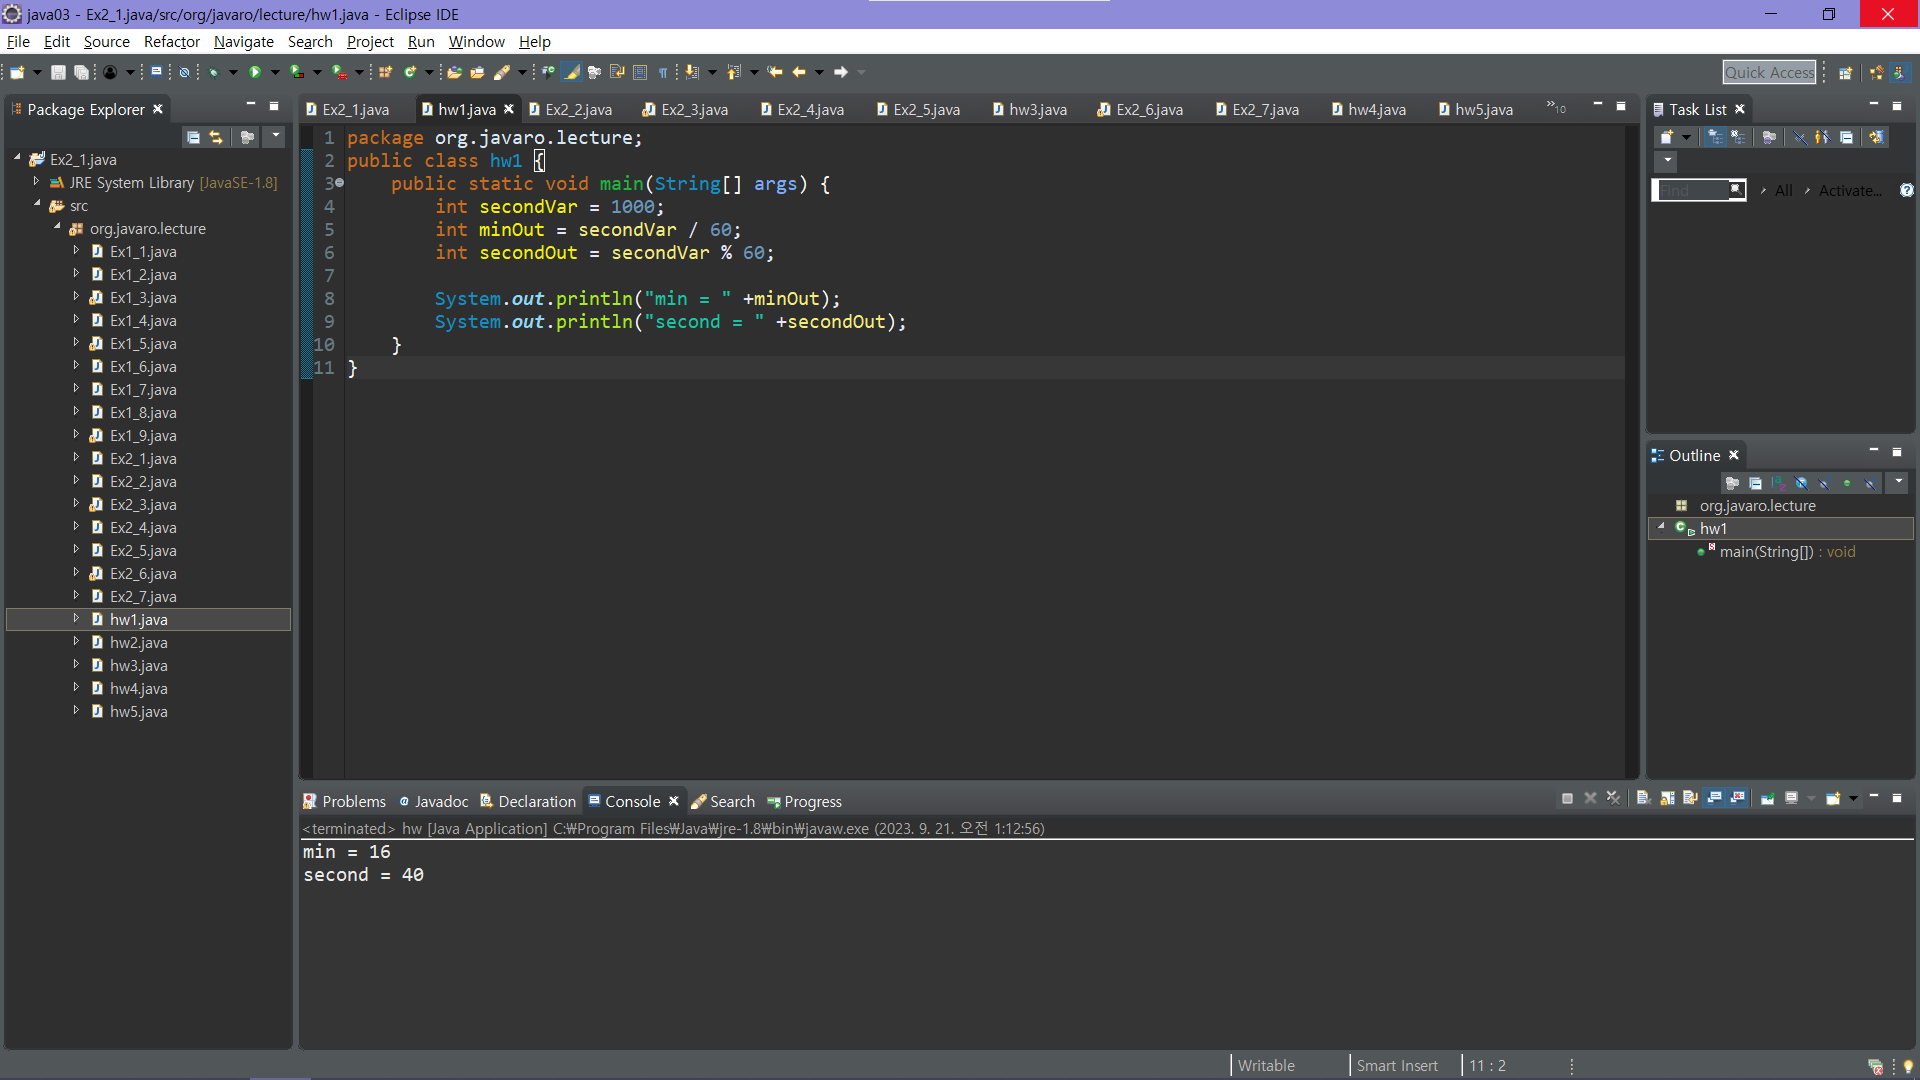 java03 - Ex2_1.java/src/org/javaro/lecture/hw1.java - Eclipse IDE
File Edit Source Refactor Navigate Search Project Run Window Help
Quick Access
Package Explorer
Ex2_1.java
JRE System Library [JavaSE-1.8]
src
org.javaro.lecture
Ex1_1.java
Ex1_2.java
Ex1_3.java
Ex1_4.java
Ex1_5.java
Ex1_6.java
Ex1_7.java
Ex1_8.java
Ex1_9.java
Ex2_1.java
Ex2_2.java
Ex2_3.java
Ex2_4.java
Ex2_5.java
Ex2_6.java
Ex2_7.java
hw1.java
hw2.java
hw3.java
hw4.java
hw5.java
Ex2_1.java hw1.java Ex2_2.java Ex2_3.java Ex2_4.java Ex2_5.java hw3.java Ex2_6.java Ex2_7.java hw4.java hw5.java »10
1 package org.javaro.lecture;
2 public class hw1 {
3 public static void main(String[] args) {
4 int secondVar = 1000;
5 int minOut = secondVar / 60;
6 int secondOut = secondVar % 60;
7
8 System.out.println("min = " +minOut);
9 System.out.println("second = " +secondOut);
10 }
11 }
Task List
Find All Activate...
Outline
org.javaro.lecture
hw1
main(String[]) : void
Problems Javadoc Declaration Console Search Progress
<terminated> hw [Java Application] C:₩Program Files₩Java₩jre-1.8₩bin₩javaw.exe (2023. 9. 21. 오전 1:12:56)
min = 16
second = 40
Writable Smart Insert 11 : 2